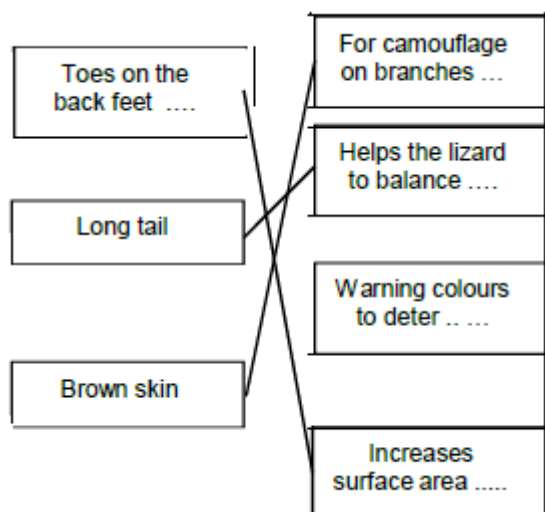 Toes on the
back feet ....
Long tail
Brown skin
For camouflage
on branches ...
Helps the lizard
to balance ....
Warning colours
to deter .. ...
Increases
surface area .....